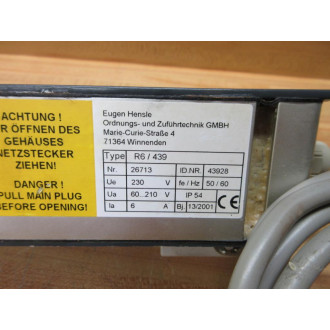 ACHTUNG !
R ÖFFNEN DES
GEHÄUSES
NETZSTECKER
ZIEHEN!
DANGER !
PULL MAIN PLUG
BEFORE OPENING!
Eugen Hensle
Ordnungs- und Zuführtechnik GMBH
Marie-Curie-Straße 4
71364 Winnenden
Type R6 / 439
Nr. 26713 ID.NR. 43928
Ue 230 V fe / Hz 50 / 60
Ua 60...210 V IP 54
Ia 6 A Bj. 13/2001 CE